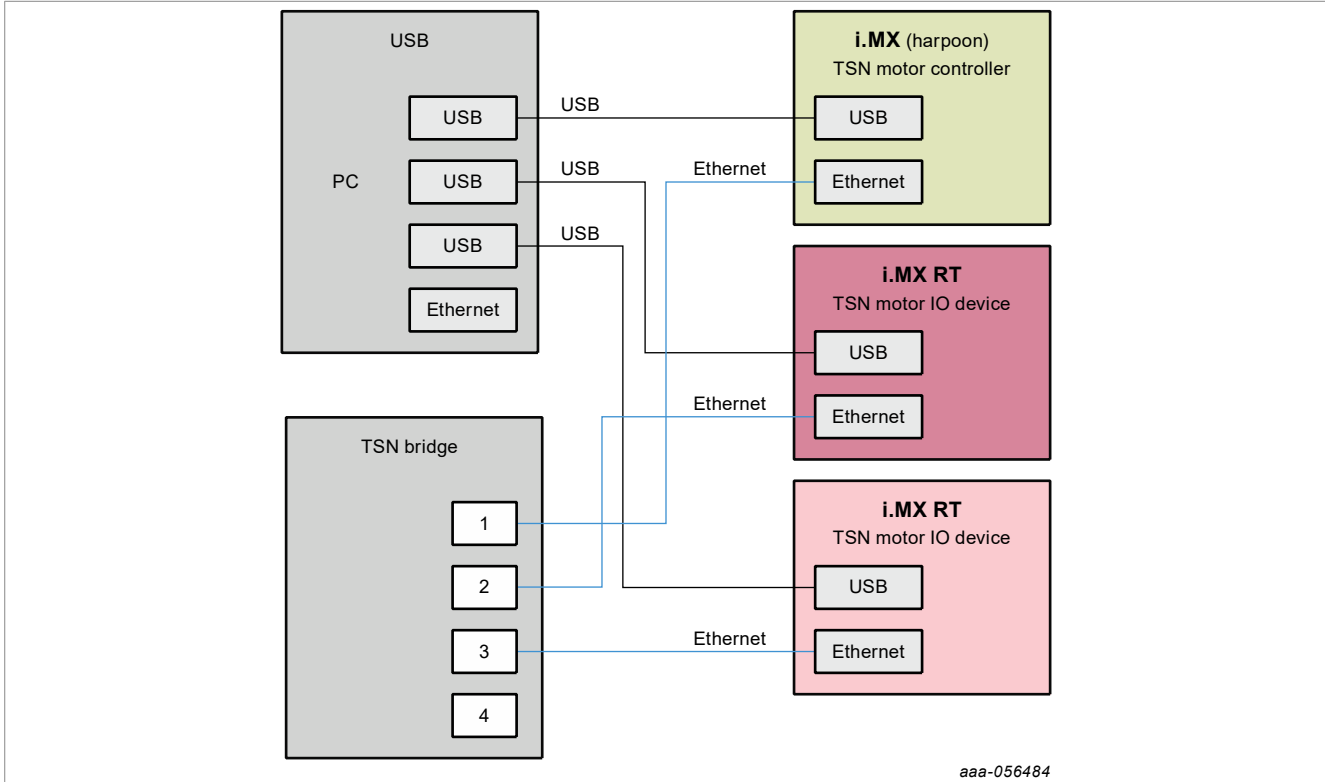 USB
USB
USB
PC
USB
USB
USB
USB
Ethernet
i.MX (harpoon)
TSN motor controller
USB
Ethernet
Ethernet
i.MX RT
TSN motor IO device
USB
Ethernet
Ethernet
TSN bridge
1
2
3
4
i.MX RT
TSN motor IO device
USB
Ethernet
Ethernet
aaa-056484